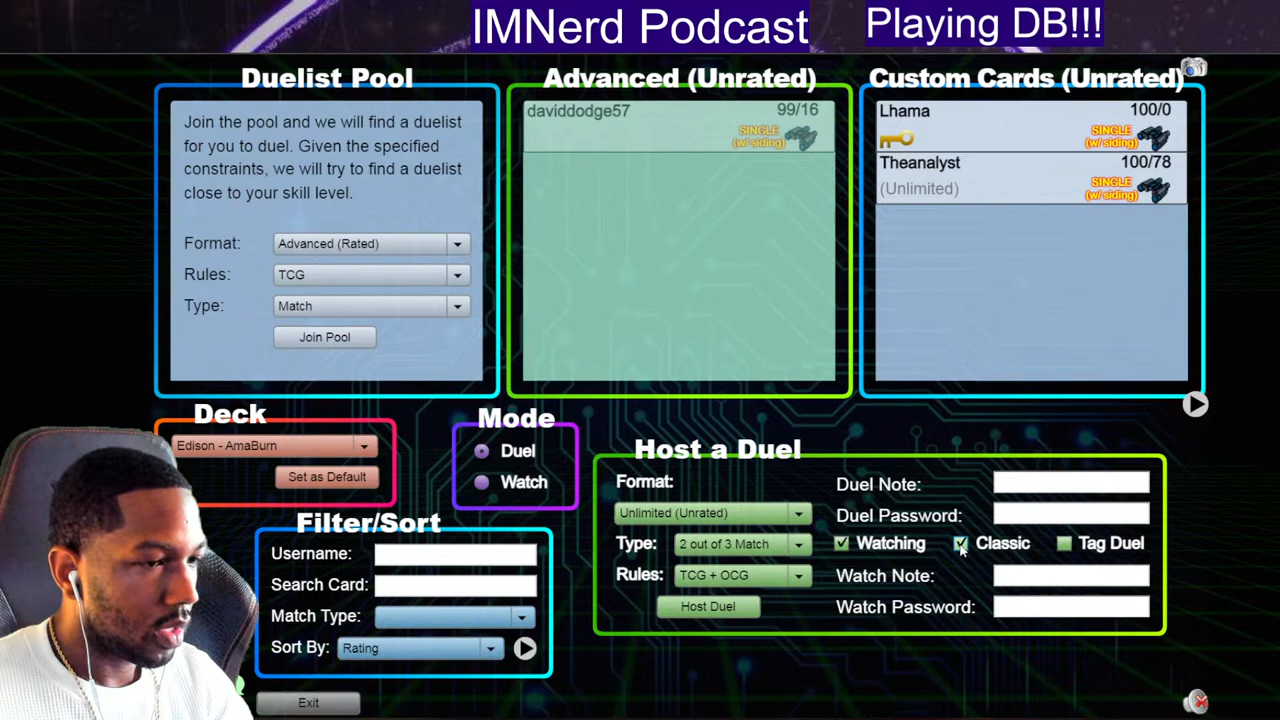 IMNerd Podcast
Playing DB!!!
Duelist Pool
Join the pool and we will find a duelist
for you to duel. Given the specified
constraints, we will try to find a duelist
close to your skill level.
Format: Advanced (Rated)
Rules: TCG
Type: Match
Join Pool
Advanced (Unrated)
daviddodge57 99/16
SINGLE
(w/ siding)
Custom Cards (Unrated)
Lhama 100/0
SINGLE
(w/ siding)
Theanalyst 100/78
(Unlimited)
SINGLE
(w/ siding)
Deck
Edison - AmaBurn
Set as Default
Mode
Duel
Watch
Filter/Sort
Username:
Search Card:
Match Type:
Sort By: Rating
Host a Duel
Format:
Unlimited (Unrated)
Type: 2 out of 3 Match
Rules: TCG + OCG
Host Duel
Duel Note:
Duel Password:
Watching Classic Tag Duel
Watch Note:
Watch Password:
Exit